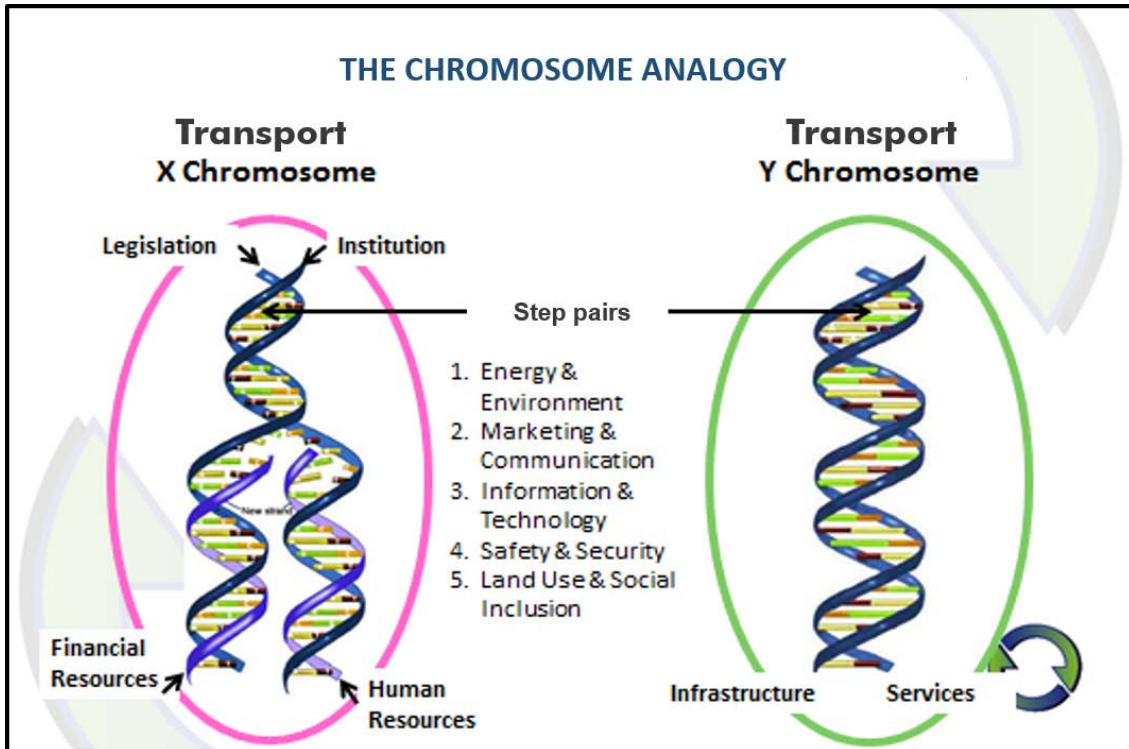 THE CHROMOSOME ANALOGY
Transport
X Chromosome
Transport
Y Chromosome
Legislation
Institution
Step pairs
1. Energy &
Environment
2. Marketing &
Communication
3. Information &
Technology
4. Safety & Security
5. Land Use & Social
Inclusion
New strand
Financial
Resources
Human
Resources
Infrastructure
Services